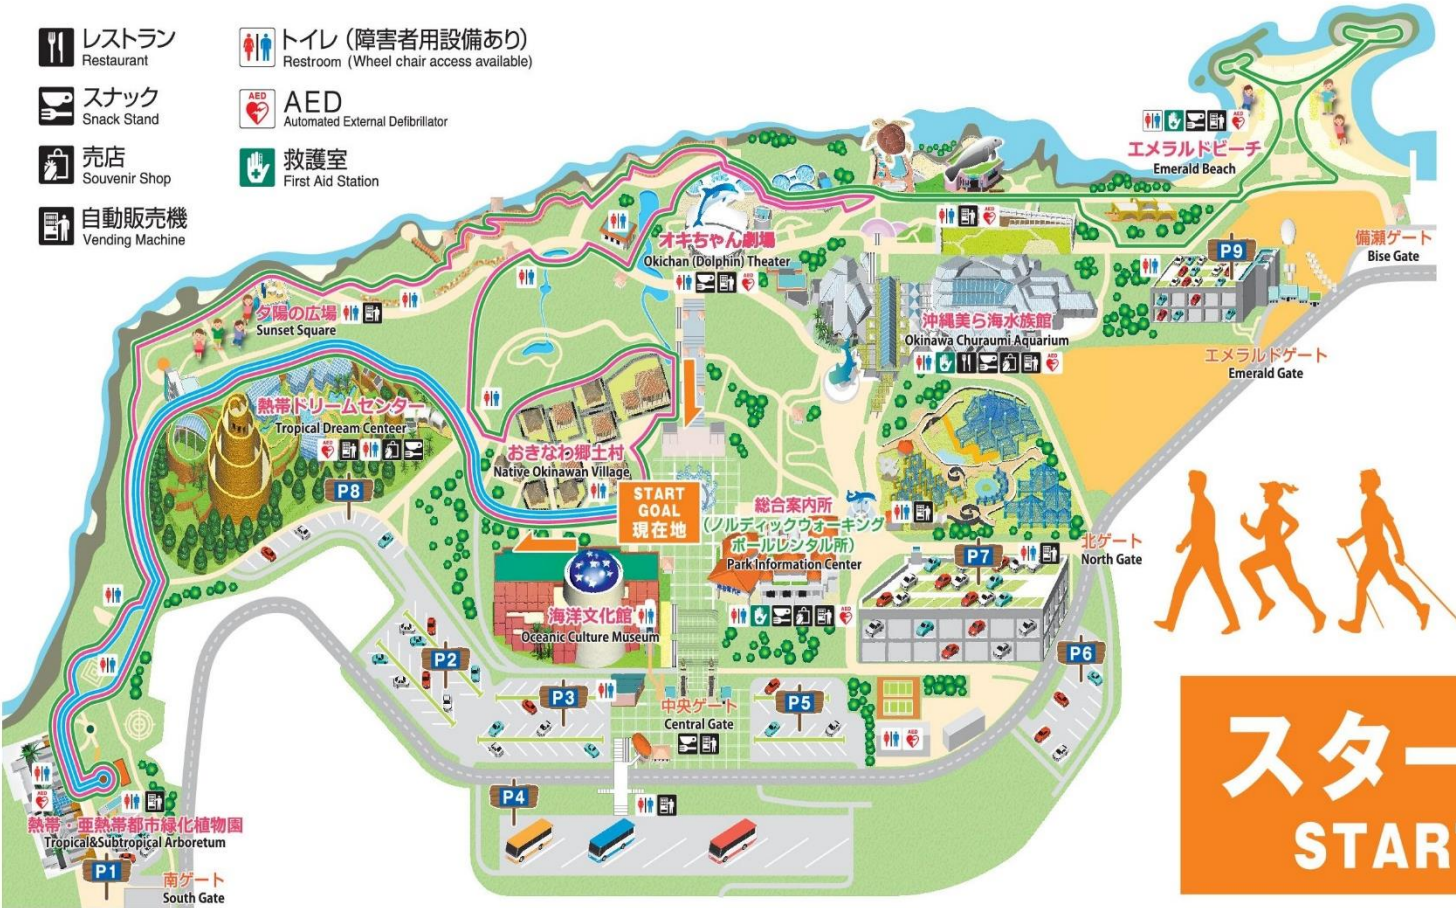 レストラン
Restaurant
スナック
Snack Stand
売店
Souvenir Shop
自動販売機
Vending Machine
トイレ（障害者用設備あり）
Restroom (Wheel chair access available)
AED
AED
Automated External Defibrillator
救護室
First Aid Station
エメラルドビーチ
Emerald Beach
AED
オキちゃん劇場
Okichan (Dolphin) Theater
AED
AED
P9
備瀬ゲート
Bise Gate
夕陽の広場
Sunset Square
沖縄美ら海水族館
Okinawa Churaumi Aquarium
AED
エメラルドゲート
Emerald Gate
熱帯ドリームセンター
Tropical Dream Centeer
AED
おきなわ郷土村
Native Okinawan Village
P8
START
GOAL
現在地
総合案内所
(ノルディックウォーキング
ポールレンタル所)
Park Information Center
AED
P7
北ゲート
North Gate
海洋文化館
Oceanic Culture Museum
P2
P3
P5
P6
中央ゲート
Central Gate
AED
P4
AED
熱帯・亜熱帯都市緑化植物園
Tropical&Subtropical Arboretum
P1
南ゲート
South Gate
スター
STAR